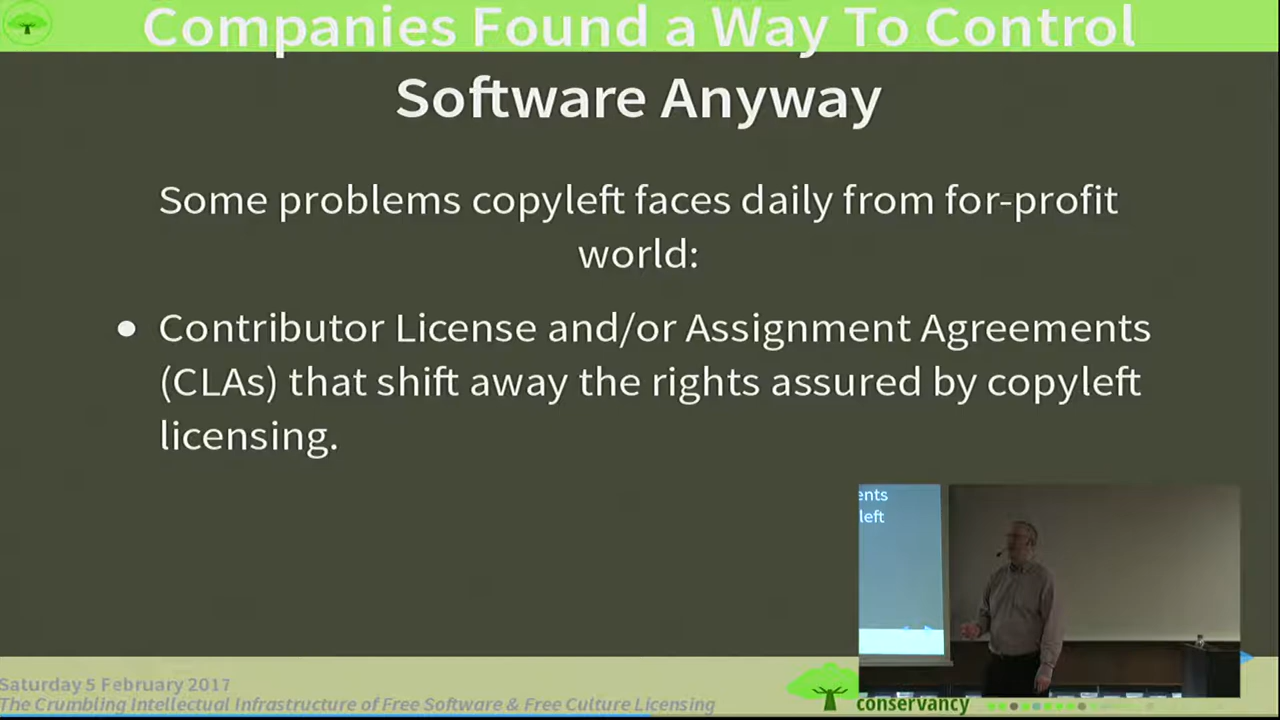 Companies Found a Way To Control
Software Anyway
Some problems copyleft faces daily from for-profit
world:
● Contributor License and/or Assignment Agreements
(CLAs) that shift away the rights assured by copyleft
licensing.
ents
left
Saturday 5 February 2017
The Crumbling Intellectual Infrastructure of Free Software & Free Culture Licensing
conservancy